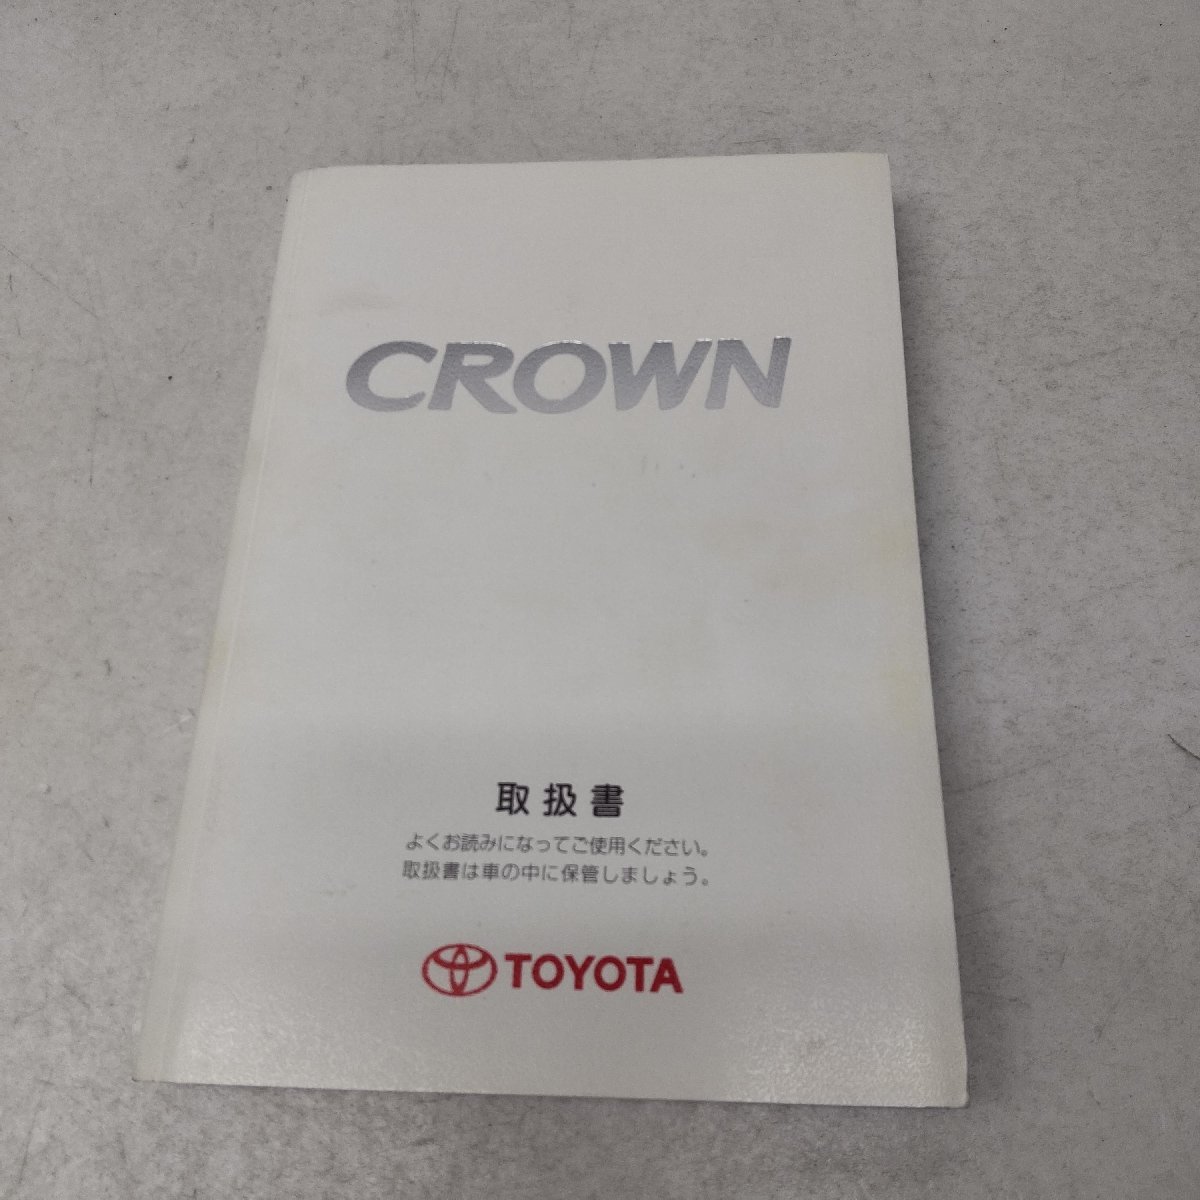 CROWN
取扱書
よくお読みになってご使用ください。
取扱書は車の中に保管しましょう。
TOYOTA